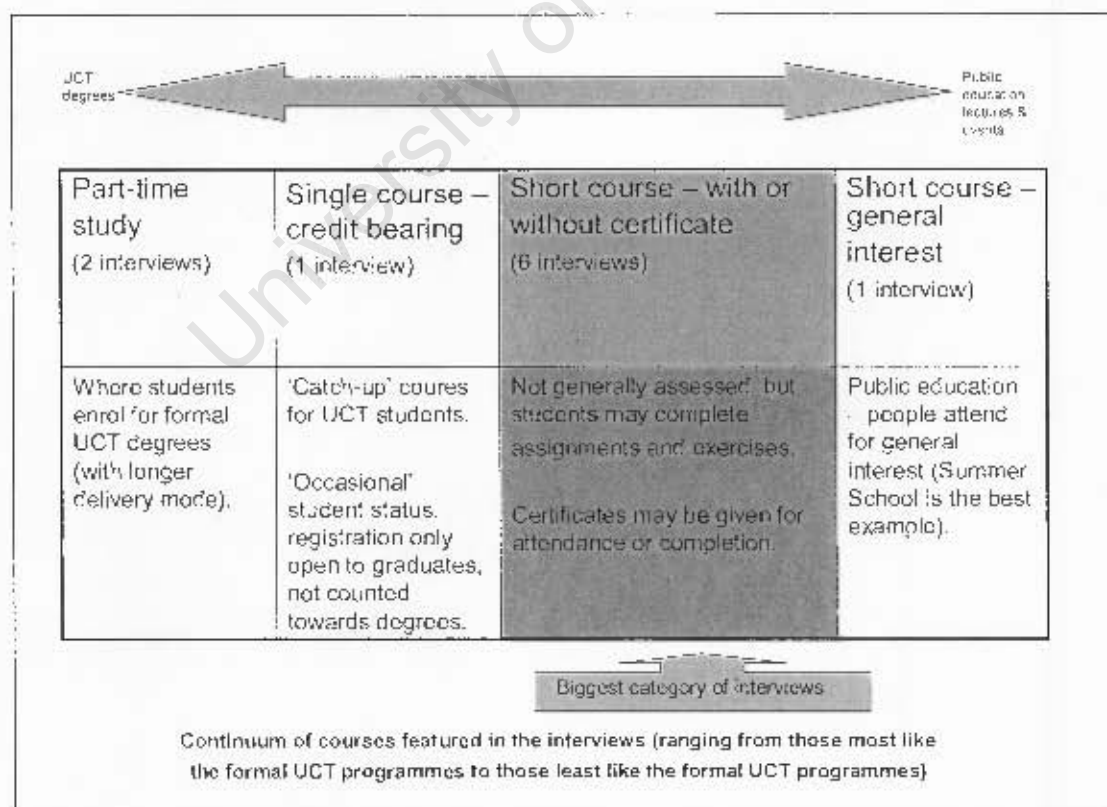 University of
UCT
degrees
Public
education
lectures &
events
Part-time
study
(2 interviews)
Single course –
credit bearing
(1 interview)
Short course – with or
without certificate
(6 interviews)
Short course –
general
interest
(1 interview)
Where students
enrol for formal
UCT degrees
(with longer
delivery mode).
'Catch-up' coures
for UCT students.
'Occasional'
student status.
registration only
open to graduates,
not counted
towards degrees.
Not generally assessed, but
students may complete
assignments and exercises.
Certificates may be given for
attendance or completion.
Public education
- people attend
for general
interest (Summer
School is the best
example).
Biggest category of interviews
Continuum of courses featured in the interviews (ranging from those most like
the formal UCT programmes to those least like the formal UCT programmes)